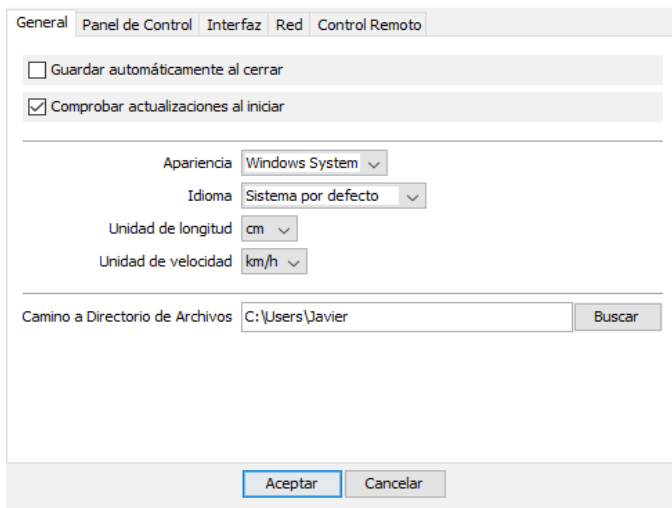 General Panel de Control Interfaz Red Control Remoto
Guardar automáticamente al cerrar
Comprobar actualizaciones al iniciar
Apariencia Windows System
Idioma Sistema por defecto
Unidad de longitud cm
Unidad de velocidad km/h
Camino a Directorio de Archivos C:\Users\Javier Buscar
Aceptar Cancelar